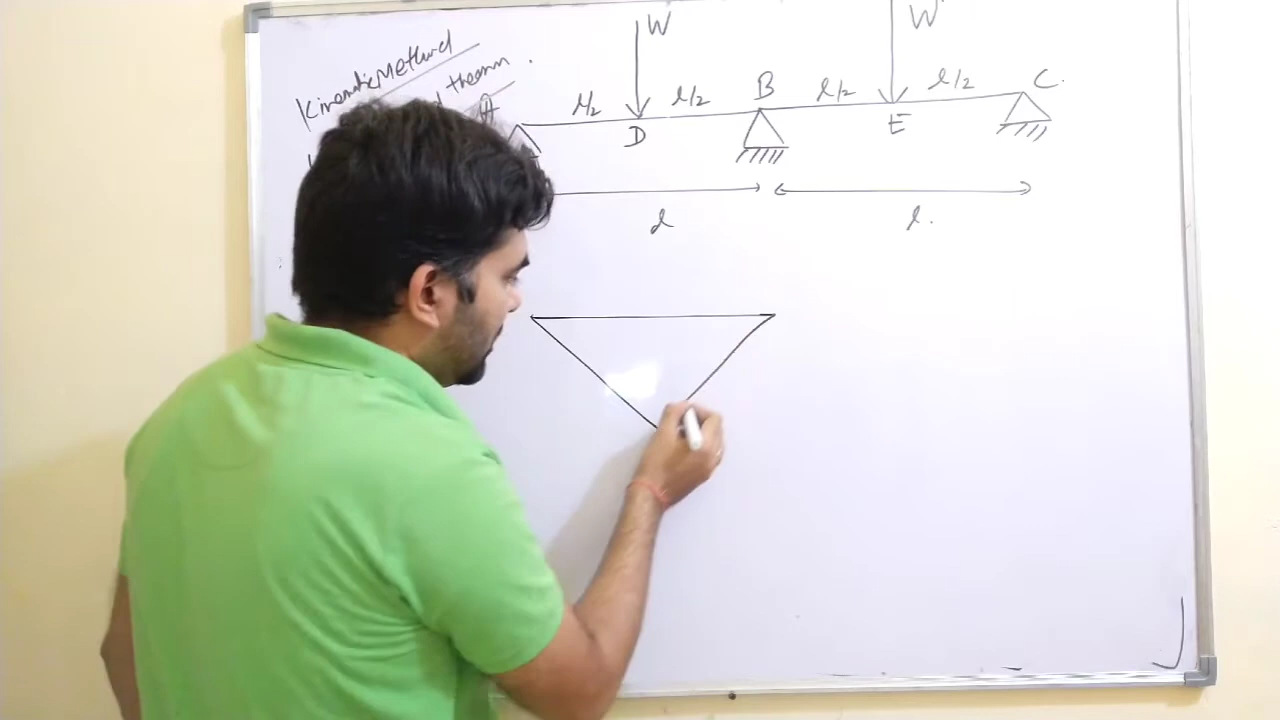 Kinematic Method
theorem.
W W
A l/2 l/2 B l/2 l/2 C.
D E
l l.